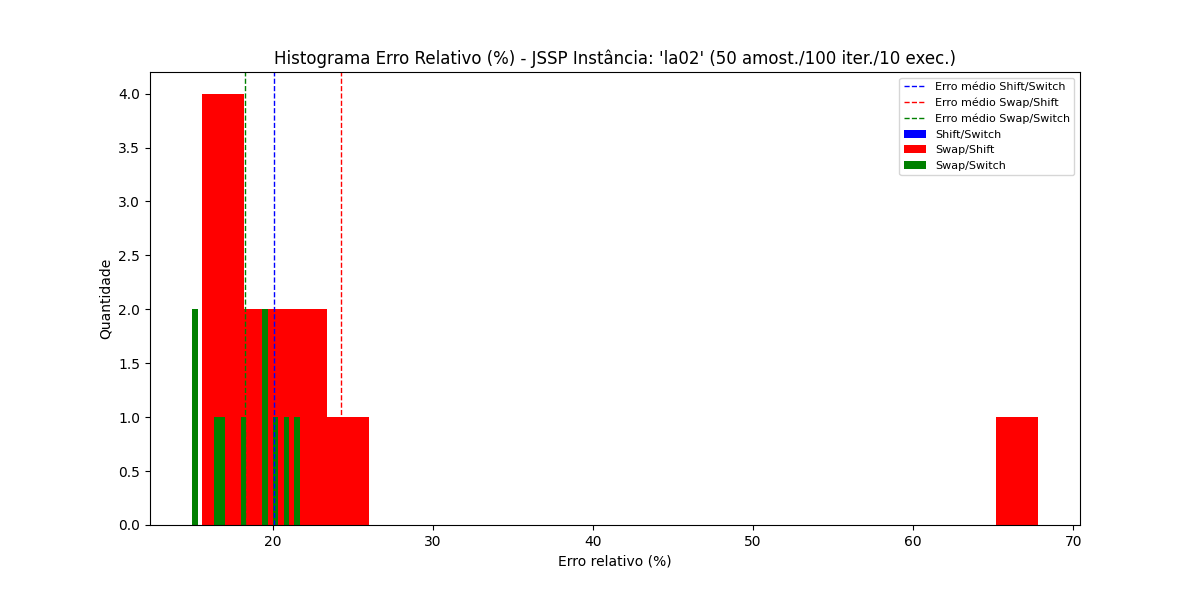 Histograma Erro Relativo (%) - JSSP Instância: 'la02' (50 amost./100 iter./10 exec.)
Erro médio Shift/Switch
Erro médio Swap/Shift
Erro médio Swap/Switch
Shift/Switch
Swap/Shift
Swap/Switch
Quantidade
4.0
3.5
3.0
2.5
2.0
1.5
1.0
0.5
0.0
20 30 40 50 60 70
Erro relativo (%)